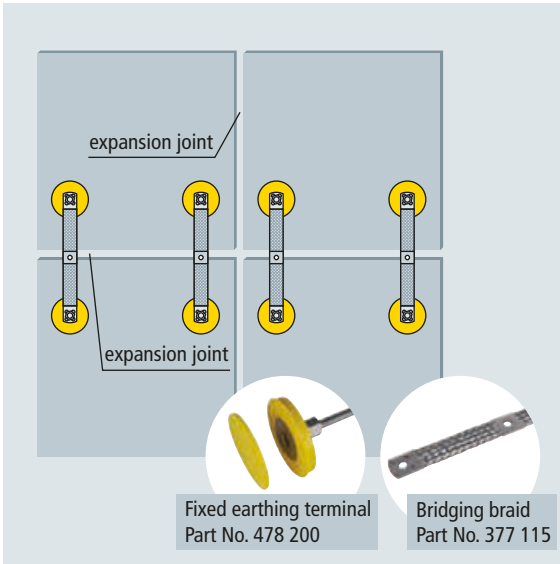 expansion joint
expansion joint
Fixed earthing terminal
Part No. 478 200
Bridging braid
Part No. 377 115